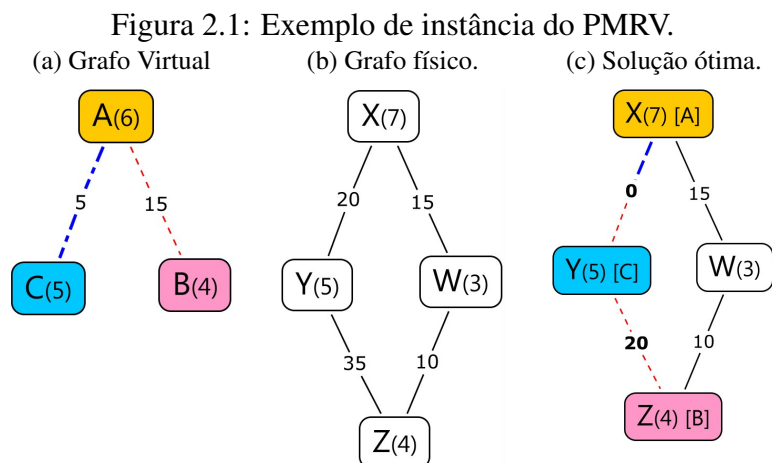 Figura 2.1: Exemplo de instância do PMRV.
(a) Grafo Virtual
A(6)
5
15
C(5)
B(4)
(b) Grafo físico.
X(7)
20
15
Y(5)
W(3)
35
10
Z(4)
(c) Solução ótima.
X(7) [A]
0
15
Y(5) [C]
W(3)
20
10
Z(4) [B]